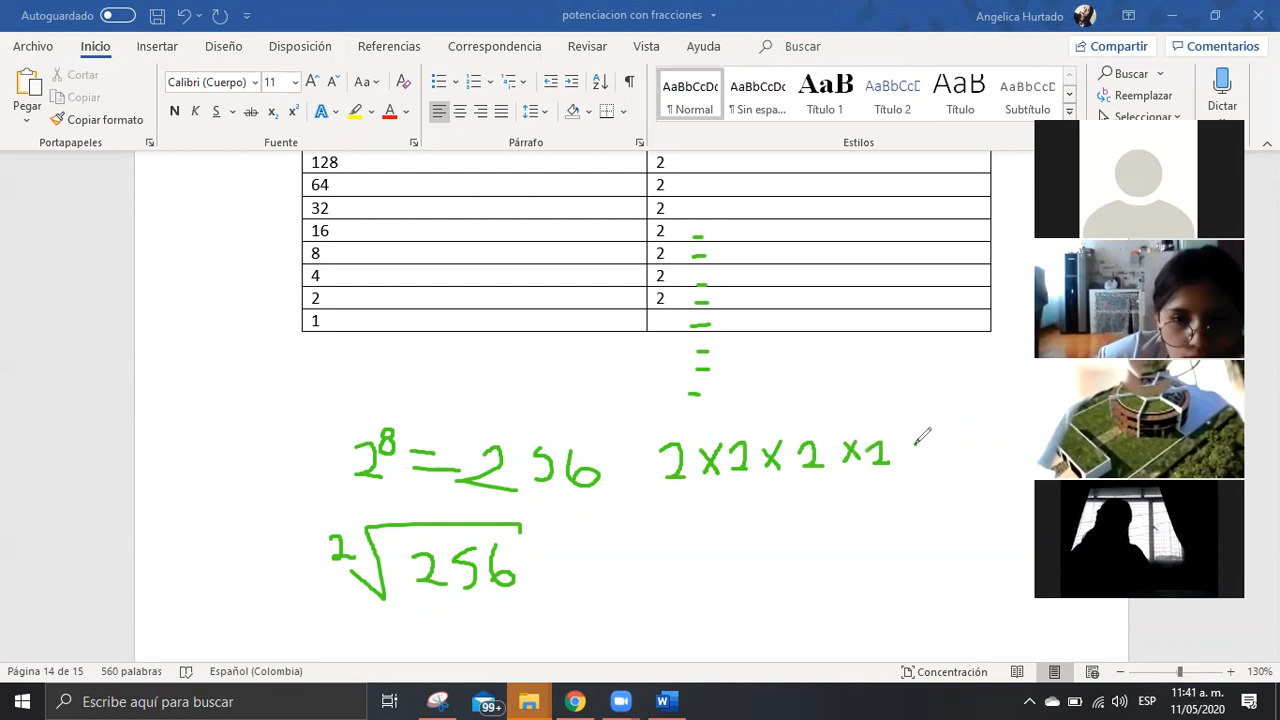 Autoguardado potenciacion con fracciones Angelica Hurtado
Archivo Inicio Insertar Diseño Disposición Referencias Correspondencia Revisar Vista Ayuda Buscar Compartir Comentarios
Pegar Cortar Copiar Copiar formato
Calibri (Cuerpo) 11
AaBbCcDc AaBbCcDc AaB AaBbCcD AaB AaBbCcD
¶ Normal ¶ Sin espa... Título 1 Título 2 Título Subtítulo
Buscar Reemplazar Seleccionar Dictar
Portapapeles Fuente Párrafo Estilos
128 2
64 2
32 2
16 2
8 2
4 2
2 2
1
2⁸ = 256 2 x 2 x 2 x 2
²√256
Página 14 de 15 560 palabras Español (Colombia) Concentración 130%
Escribe aquí para buscar 99+ ESP 11:41 a. m.
11/05/2020